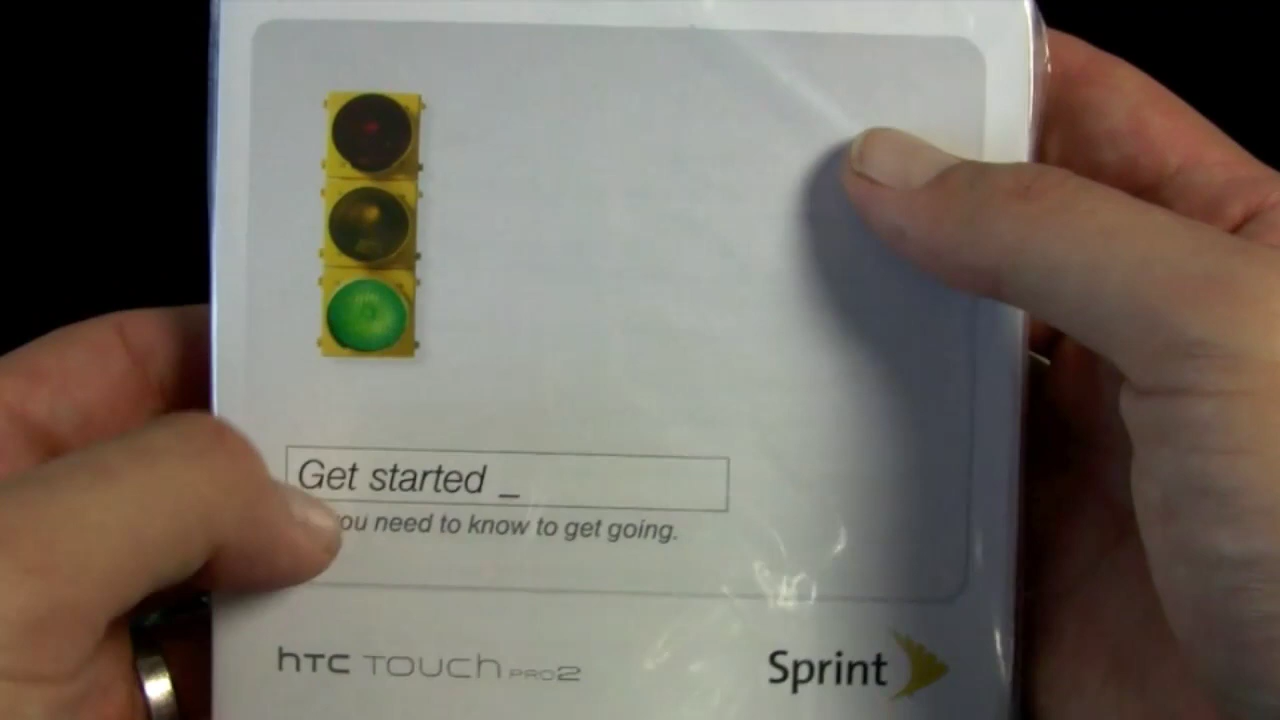 Get started _
you need to know to get going.
hTC TOUCh PRO2
Sprint